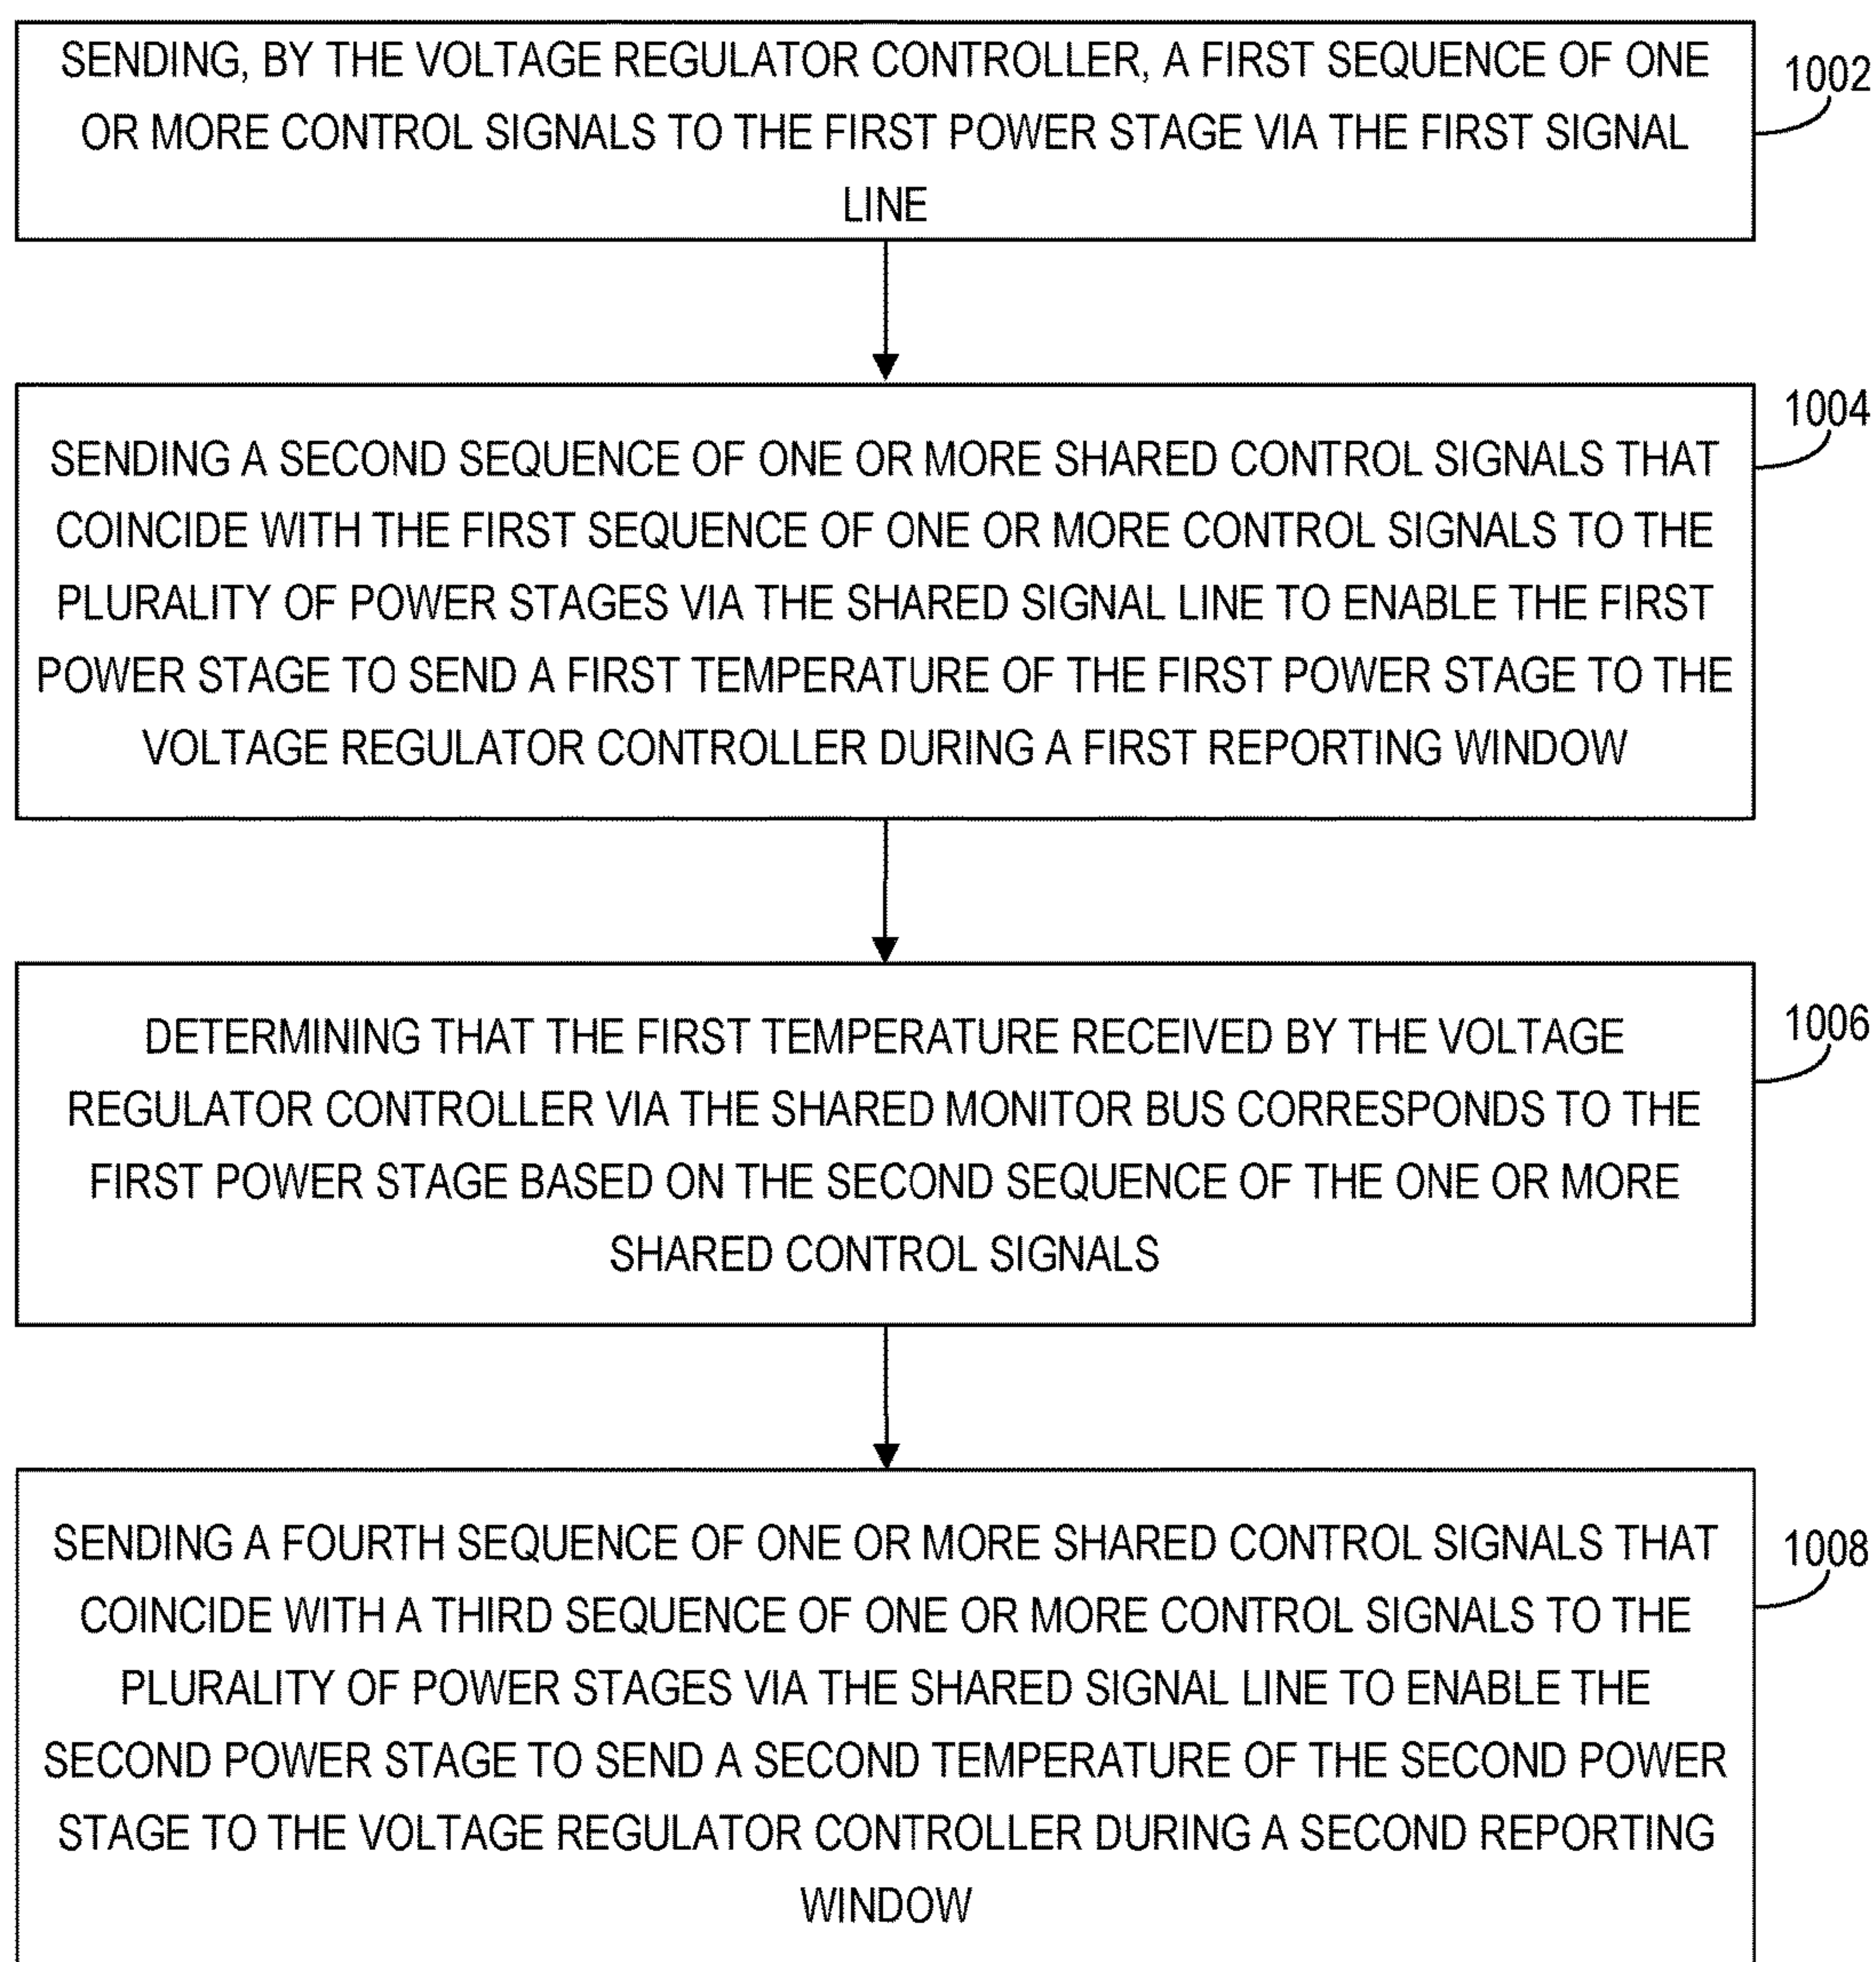 SENDING, BY THE VOLTAGE REGULATOR CONTROLLER, A FIRST SEQUENCE OF ONE
OR MORE CONTROL SIGNALS TO THE FIRST POWER STAGE VIA THE FIRST SIGNAL
LINE
1002
SENDING A SECOND SEQUENCE OF ONE OR MORE SHARED CONTROL SIGNALS THAT
COINCIDE WITH THE FIRST SEQUENCE OF ONE OR MORE CONTROL SIGNALS TO THE
PLURALITY OF POWER STAGES VIA THE SHARED SIGNAL LINE TO ENABLE THE FIRST
POWER STAGE TO SEND A FIRST TEMPERATURE OF THE FIRST POWER STAGE TO THE
VOLTAGE REGULATOR CONTROLLER DURING A FIRST REPORTING WINDOW
1004
DETERMINING THAT THE FIRST TEMPERATURE RECEIVED BY THE VOLTAGE
REGULATOR CONTROLLER VIA THE SHARED MONITOR BUS CORRESPONDS TO THE
FIRST POWER STAGE BASED ON THE SECOND SEQUENCE OF THE ONE OR MORE
SHARED CONTROL SIGNALS
1006
SENDING A FOURTH SEQUENCE OF ONE OR MORE SHARED CONTROL SIGNALS THAT
COINCIDE WITH A THIRD SEQUENCE OF ONE OR MORE CONTROL SIGNALS TO THE
PLURALITY OF POWER STAGES VIA THE SHARED SIGNAL LINE TO ENABLE THE
SECOND POWER STAGE TO SEND A SECOND TEMPERATURE OF THE SECOND POWER
STAGE TO THE VOLTAGE REGULATOR CONTROLLER DURING A SECOND REPORTING
WINDOW
1008